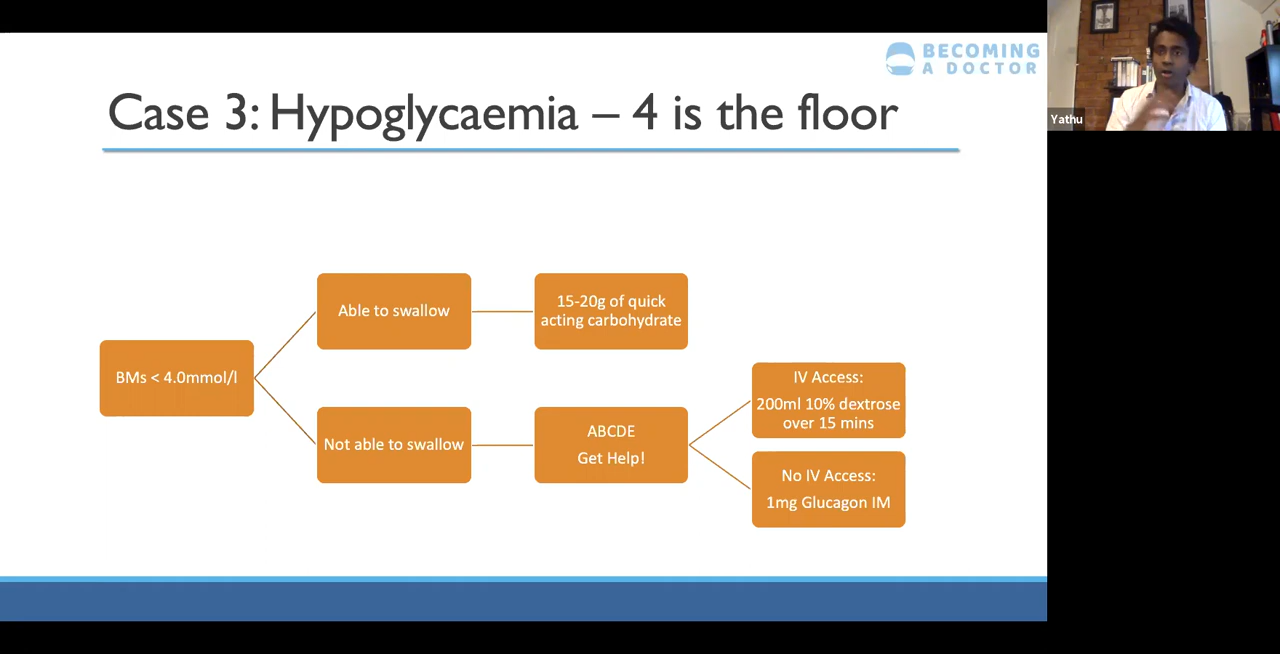 BECOMING
A DOCTOR
Yathu
Case 3: Hypoglycaemia – 4 is the floor
BMs < 4.0mmol/l
Able to swallow
15-20g of quick
acting carbohydrate
Not able to swallow
ABCDE
Get Help!
IV Access:
200ml 10% dextrose
over 15 mins
No IV Access:
1mg Glucagon IM